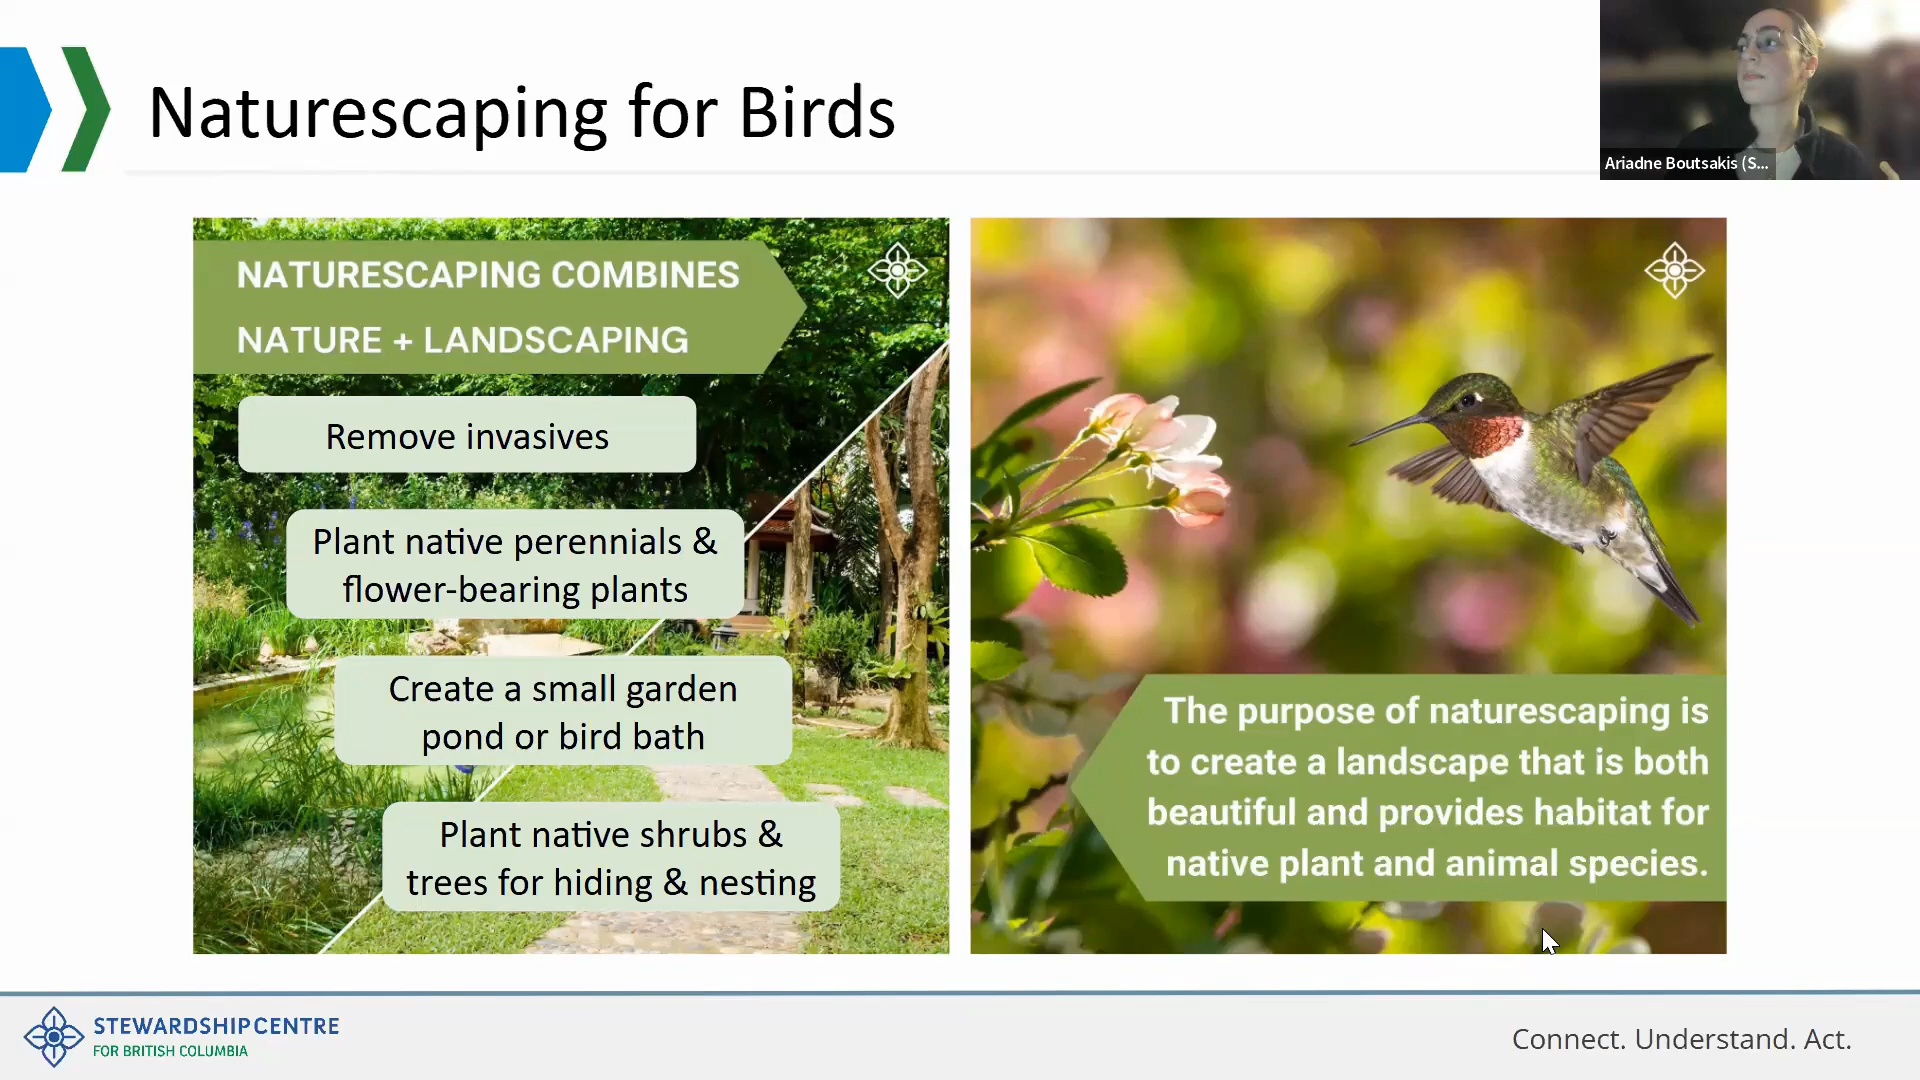 Naturescaping for Birds
Ariadne Boutsakis (S...
NATURESCAPING COMBINES
NATURE + LANDSCAPING
Remove invasives
Plant native perennials &
flower-bearing plants
Create a small garden
pond or bird bath
Plant native shrubs &
trees for hiding & nesting
The purpose of naturescaping is
to create a landscape that is both
beautiful and provides habitat for
native plant and animal species.
STEWARDSHIP CENTRE
FOR BRITISH COLUMBIA
Connect. Understand. Act.